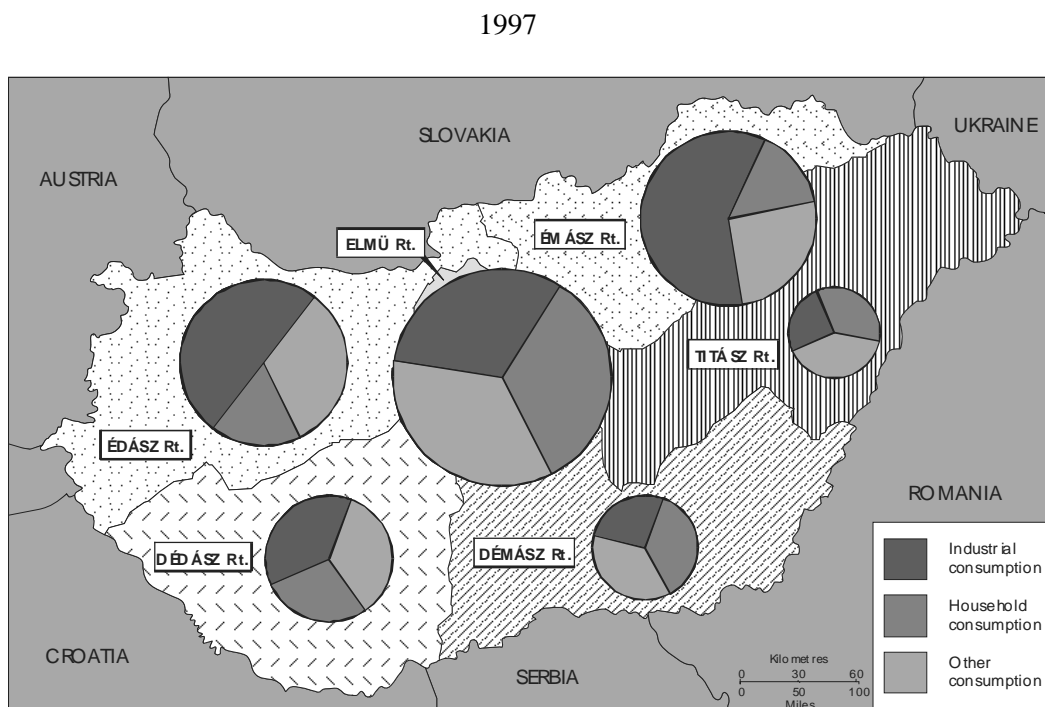 1997
SLOVAKIA
UKRAINE
AUSTRIA
ELMÜ Rt.
ÉMÁSZ Rt.
TITÁSZ Rt.
ÉDÁSZ Rt.
ROMANIA
DÉDÁSZ Rt.
DÉMÁSZ Rt.
CROATIA
SERBIA
Kilometres
0 30 60
0 50 100
Miles
Industrial
consumption
Household
consumption
Other
consumption